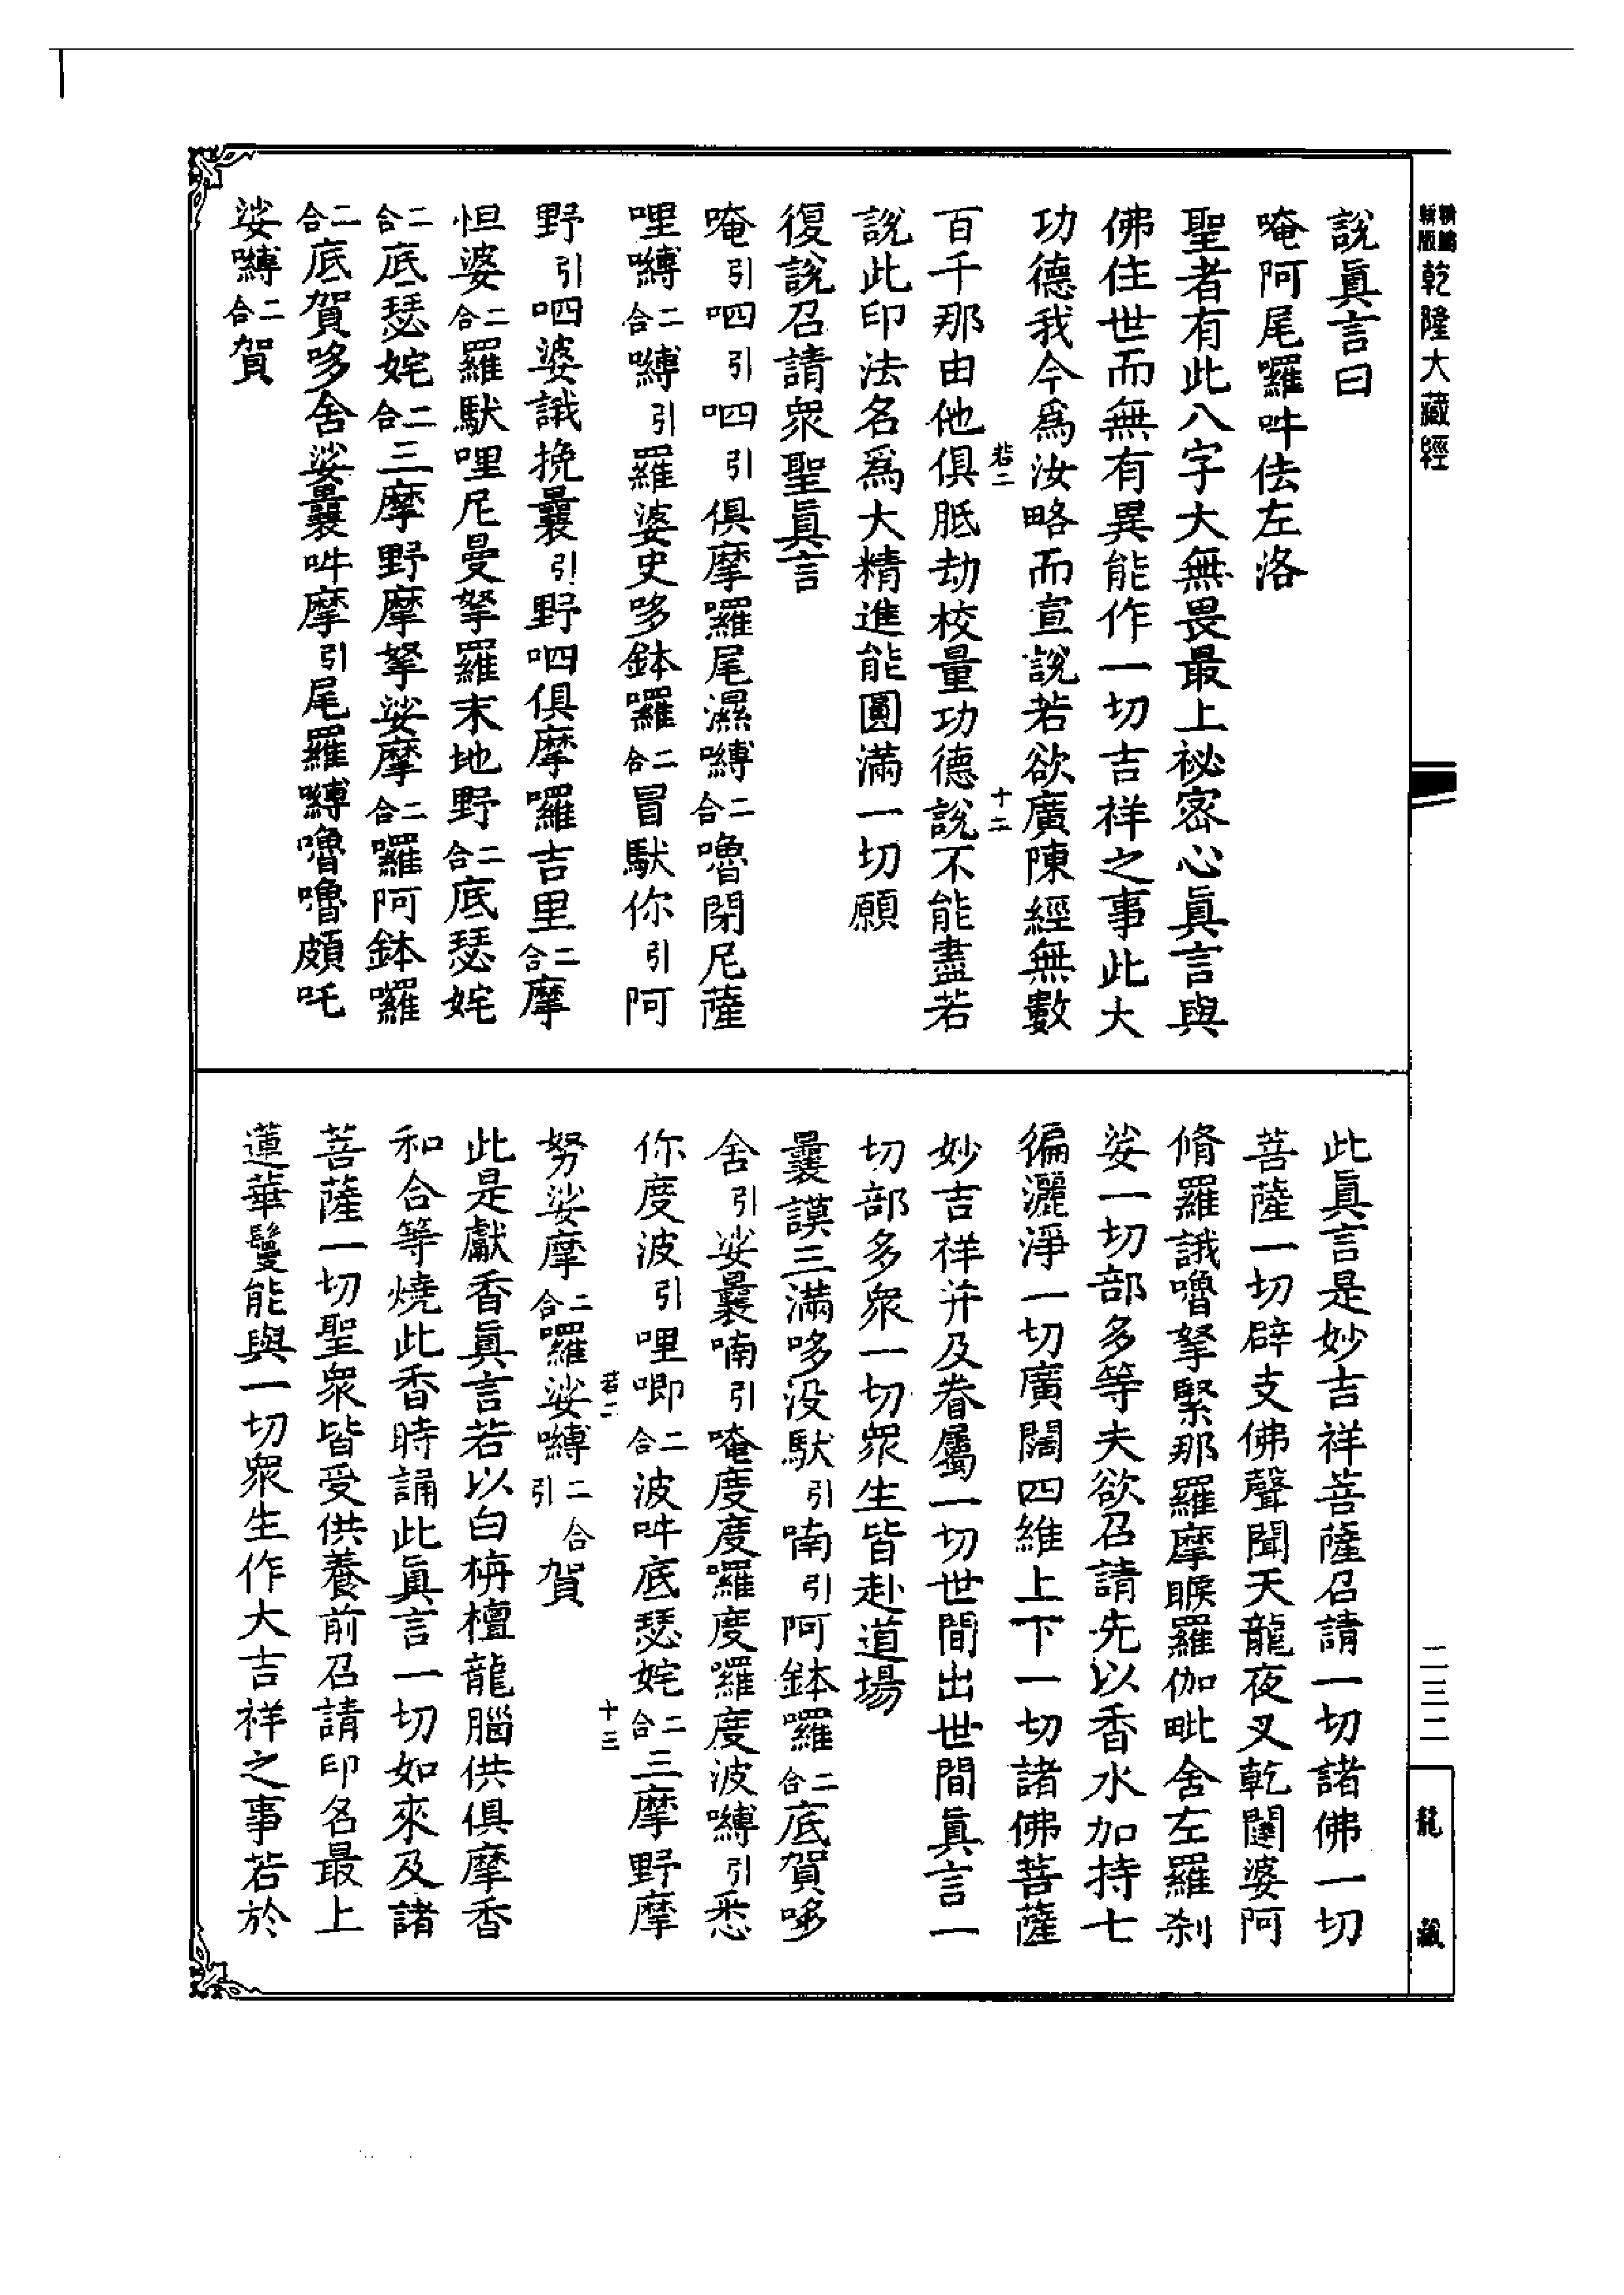 新編
縮版
乾隆大藏經
說眞言曰
唵阿尾囉吽佉左洛
聖者有此八字大無畏最上祕密心眞言與
佛住世而無有異能作一切吉祥之事此大
功德我今爲汝略而宣說若欲廣陳經無數
若二 十二
百千那由他俱胝劫校量功德說不能盡若
說此印法名爲大精進能圓滿一切願
復說召請衆聖眞言
唵引呬引呬引俱摩囉尾濕嚩二合嚕閉尼薩
哩嚩二合嚩引羅婆史哆鉢囉二合冒馱你引阿
野引呬婆誐挽曩引野呬俱摩囉吉里二合摩
怛婆二合羅馱哩尼曼拏羅末地野二合底瑟姹
二合底瑟姹二合三摩野摩拏娑摩二合囉阿鉢囉
二合底賀哆舍娑曩吽摩引尾羅嚩嚕嚕頗吒
娑嚩二合賀
此眞言是妙吉祥菩薩召請一切諸佛一切
菩薩一切辟支佛聲聞天龍夜叉乾闥婆阿
脩羅誐嚕拏緊那羅摩睺羅伽毗舍左羅刹
娑一切部多等夫欲召請先以香水加持七
徧灑淨一切廣闊四維上下一切諸佛菩薩
妙吉祥并及眷屬一切世間出世間眞言一
切部多衆一切衆生皆赴道場
曩謨三滿哆没馱引喃引阿鉢囉二合底賀哆
舍引娑曩喃引唵度度囉度羅度波嚩引悉
你度波引哩唧二合波吽底瑟姹二合三摩野摩
若二 十三
努娑摩二合囉娑嚩二合引賀
此是獻香眞言若以白栴檀龍腦供俱摩香
和合等燒此香時誦此眞言一切如來及諸
菩薩一切聖衆皆受供養前召請印名最上
蓮華鬘能與一切衆生作大吉祥之事若於
二三二
龍藏